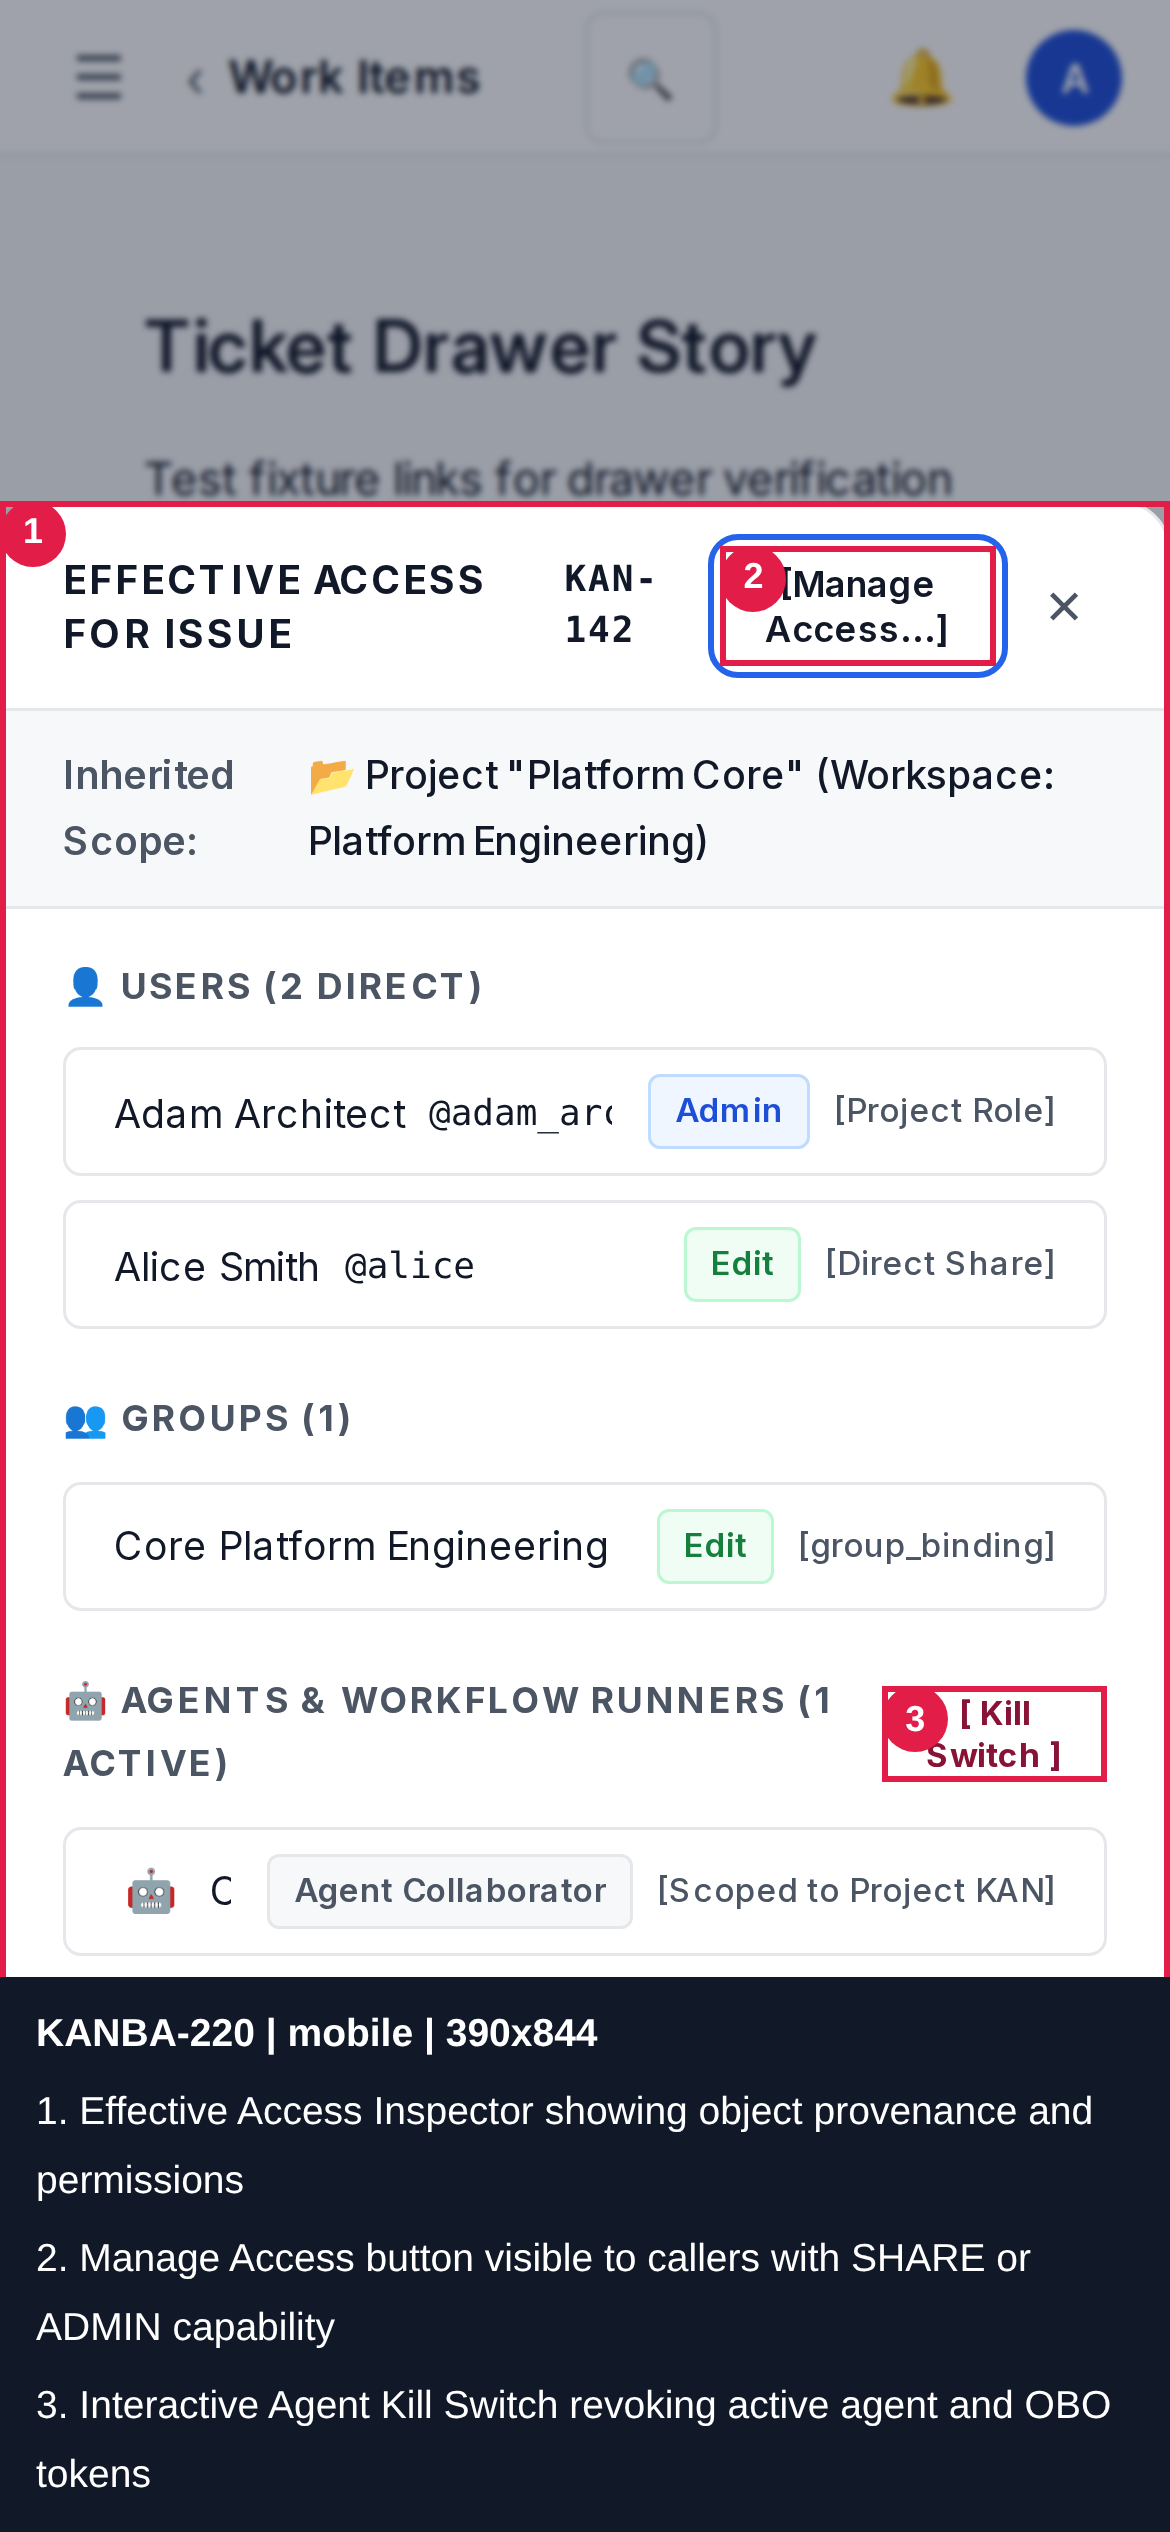 ‹ Work Items
A
Ticket Drawer Story
Test fixture links for drawer verification
1
EFFECTIVE ACCESS
FOR ISSUE
KAN-
142
2
[Manage
Access...]
✕
Inherited
Scope:
Project "Platform Core" (Workspace:
Platform Engineering)
USERS (2 DIRECT)
Adam Architect @adam_arc Admin [Project Role]
Alice Smith @alice Edit [Direct Share]
GROUPS (1)
Core Platform Engineering Edit [group_binding]
AGENTS & WORKFLOW RUNNERS (1
ACTIVE)
3
[ Kill
Switch ]
C Agent Collaborator [Scoped to Project KAN]
KANBA-220 | mobile | 390x844
1. Effective Access Inspector showing object provenance and
permissions
2. Manage Access button visible to callers with SHARE or
ADMIN capability
3. Interactive Agent Kill Switch revoking active agent and OBO
tokens